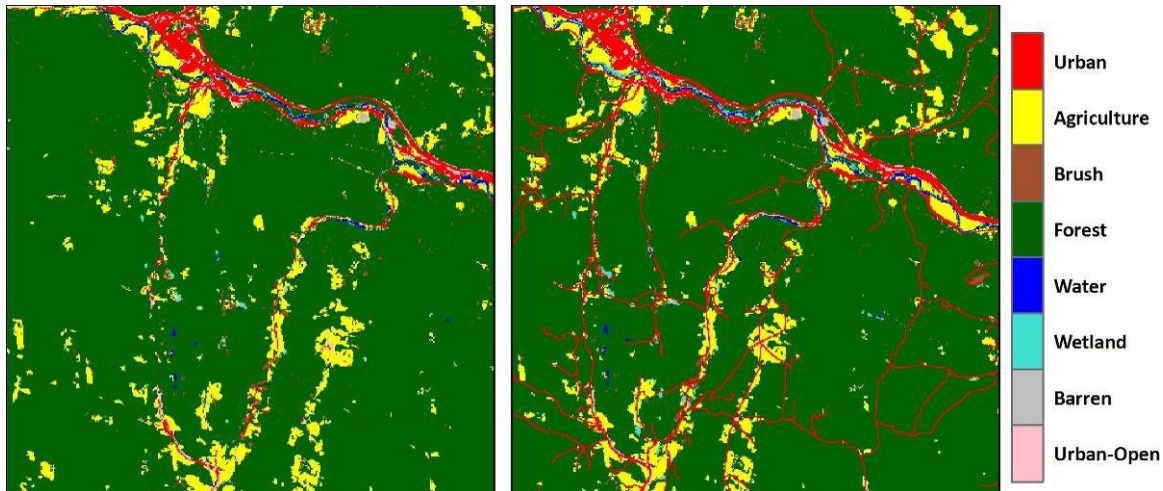 Urban
Agriculture
Brush
Forest
Water
Wetland
Barren
Urban-Open